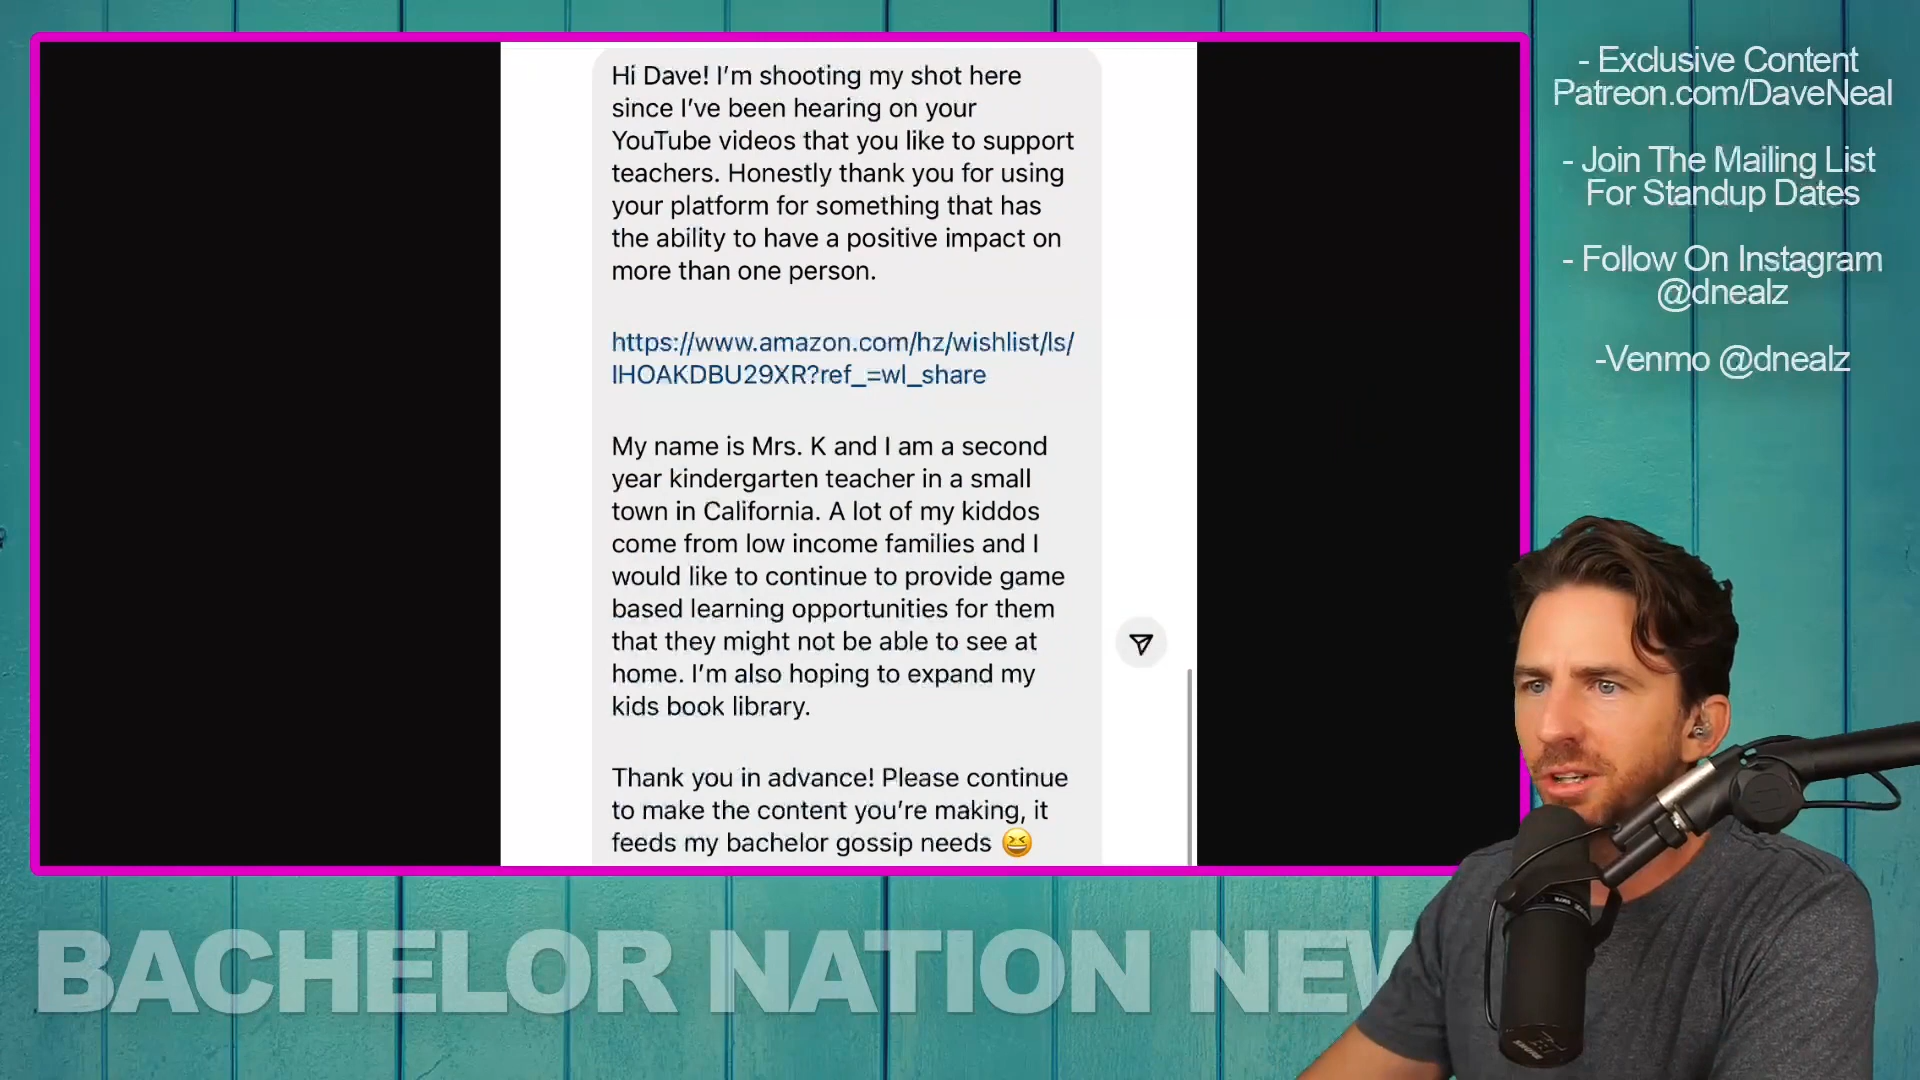 Hi Dave! I’m shooting my shot here
since I’ve been hearing on your
YouTube videos that you like to support
teachers. Honestly thank you for using
your platform for something that has
the ability to have a positive impact on
more than one person.
https://www.amazon.com/hz/wishlist/ls/
IHOAKDBU29XR?ref_=wl_share
My name is Mrs. K and I am a second
year kindergarten teacher in a small
town in California. A lot of my kiddos
come from low income families and I
would like to continue to provide game
based learning opportunities for them
that they might not be able to see at
home. I’m also hoping to expand my
kids book library.
Thank you in advance! Please continue
to make the content you’re making, it
feeds my bachelor gossip needs 😆
- Exclusive Content
Patreon.com/DaveNeal
- Join The Mailing List
For Standup Dates
- Follow On Instagram
@dnealz
-Venmo @dnealz
BACHELOR NATION NEW